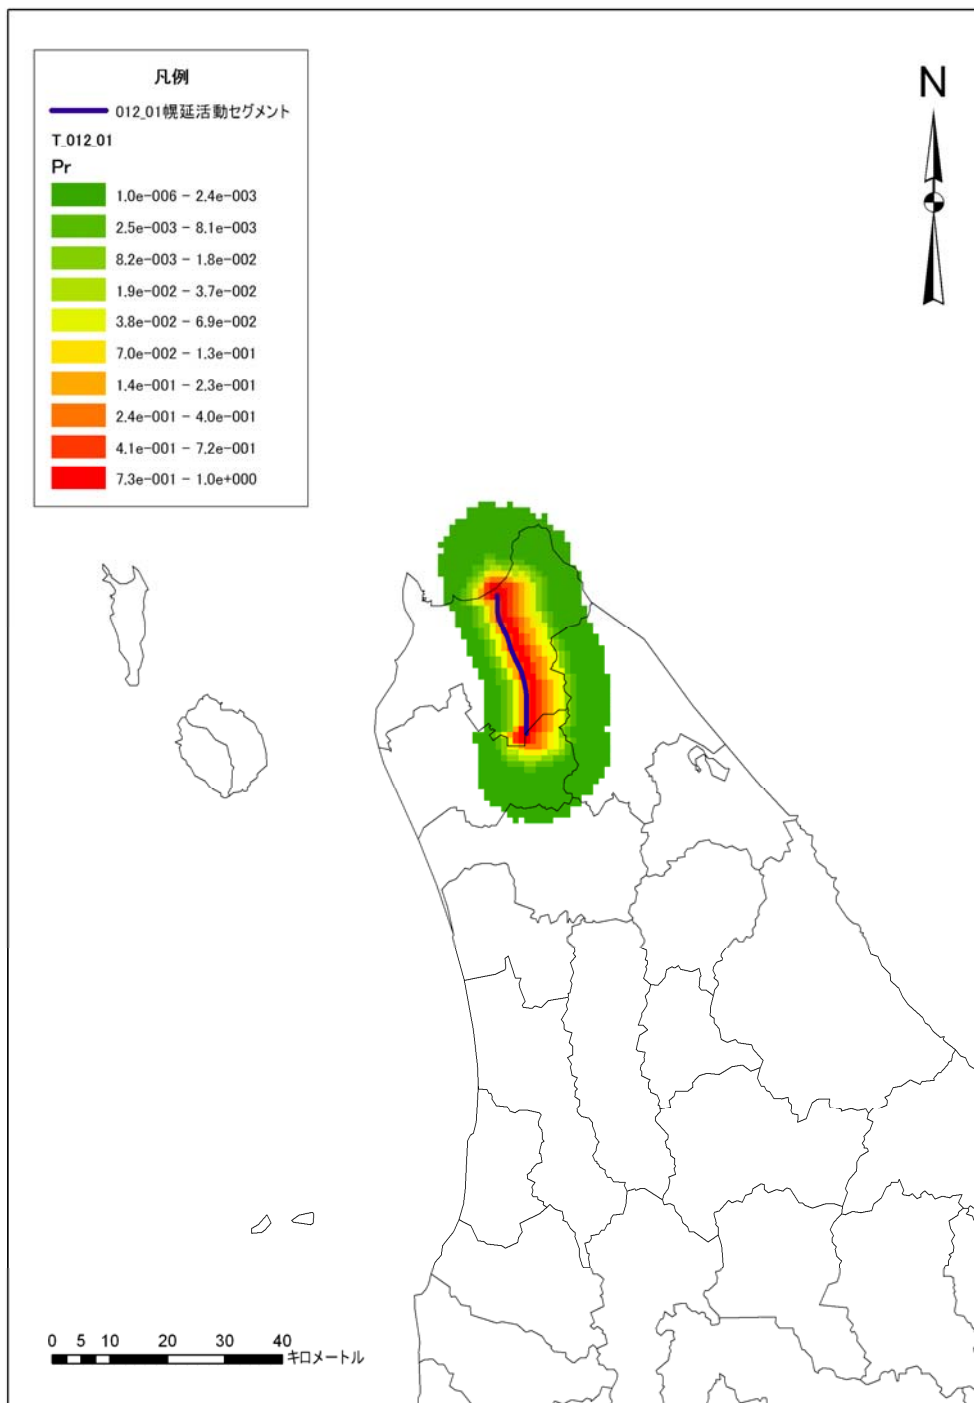 凡例
012_01幌延活動セグメント
T_012_01
Pr
1.0e-006 - 2.4e-003
2.5e-003 - 8.1e-003
8.2e-003 - 1.8e-002
1.9e-002 - 3.7e-002
3.8e-002 - 6.9e-002
7.0e-002 - 1.3e-001
1.4e-001 - 2.3e-001
2.4e-001 - 4.0e-001
4.1e-001 - 7.2e-001
7.3e-001 - 1.0e+000
N
0 5 10 20 30 40
キロメートル